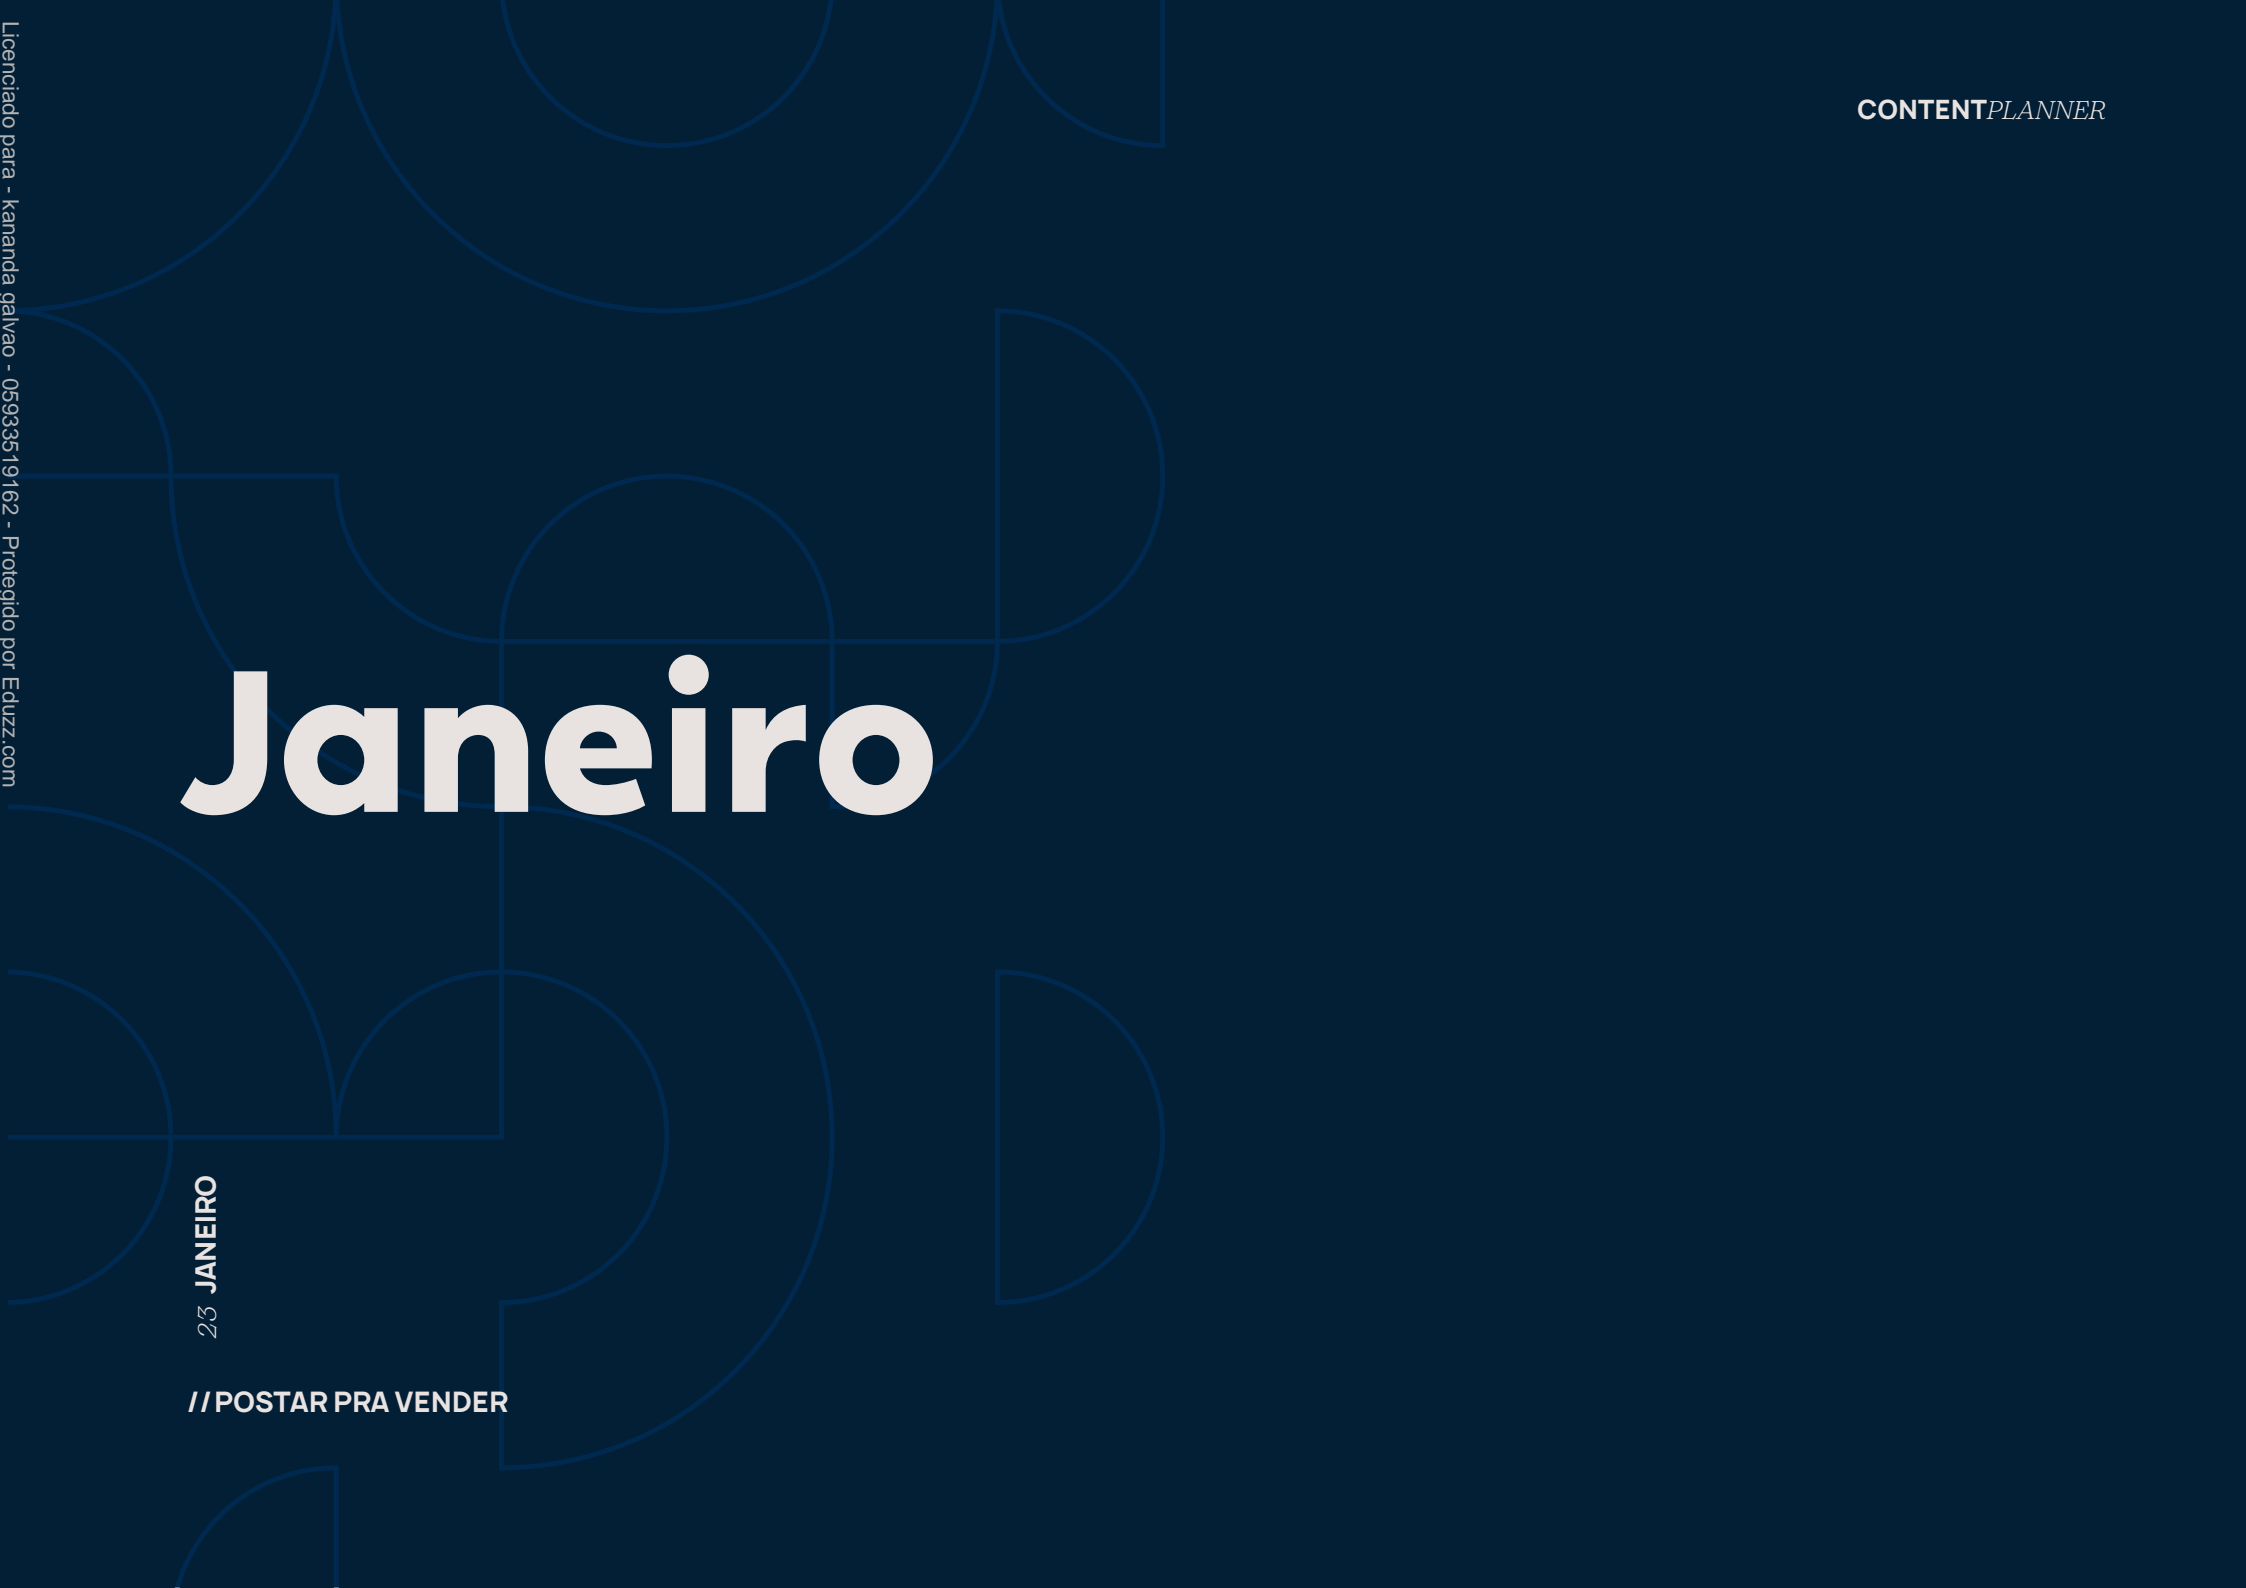 Licenciado para - kananda galvao - 05933519162 - Protegido por Eduzz.com
CONTENTPLANNER
Janeiro
23 JANEIRO
//POSTAR PRA VENDER